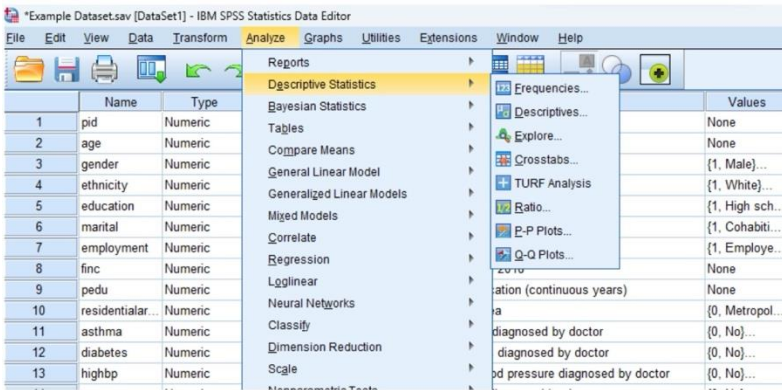 *Example Dataset.sav [DataSet1] - IBM SPSS Statistics Data Editor
File Edit View Data Transform Analyze Graphs Utilities Extensions Window Help
Name Type Values
1 pid Numeric None
2 age Numeric None
3 gender Numeric {1, Male}...
4 ethnicity Numeric {1, White}...
5 education Numeric {1, High sch...
6 marital Numeric {1, Cohabiti...
7 employment Numeric {1, Employe...
8 finc Numeric None
9 pedu Numeric cation (continuous years) None
10 residentialar... Numeric {0, Metropol...
11 asthma Numeric diagnosed by doctor {0, No}...
12 diabetes Numeric diagnosed by doctor {0, No}...
13 highbp Numeric od pressure diagnosed by doctor {0, No}...
Reports
Descriptive Statistics
Bayesian Statistics
Tables
Compare Means
General Linear Model
Generalized Linear Models
Mixed Models
Correlate
Regression
Loglinear
Neural Networks
Classify
Dimension Reduction
Scale
Nonparametric Tests
Frequencies...
Descriptives...
Explore...
Crosstabs...
TURF Analysis
Ratio...
P-P Plots...
Q-Q Plots...